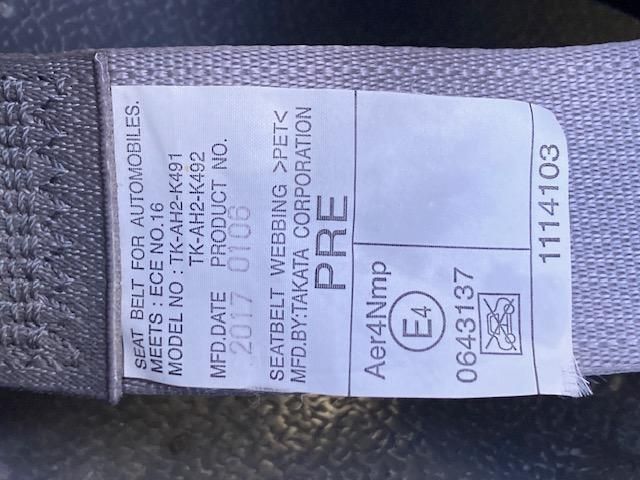 SEAT BELT FOR AUTOMOBILES.
MEETS : ECE NO.16
MODEL NO : TK-AH2-K491
TK-AH2-K492
MFD.DATE PRODUCT NO.
2017 0106
SEATBELT WEBBING >PET<
MFD.BY:TAKATA CORPORATION
PRE
Aer4Nmp
E4
0643137
1114103